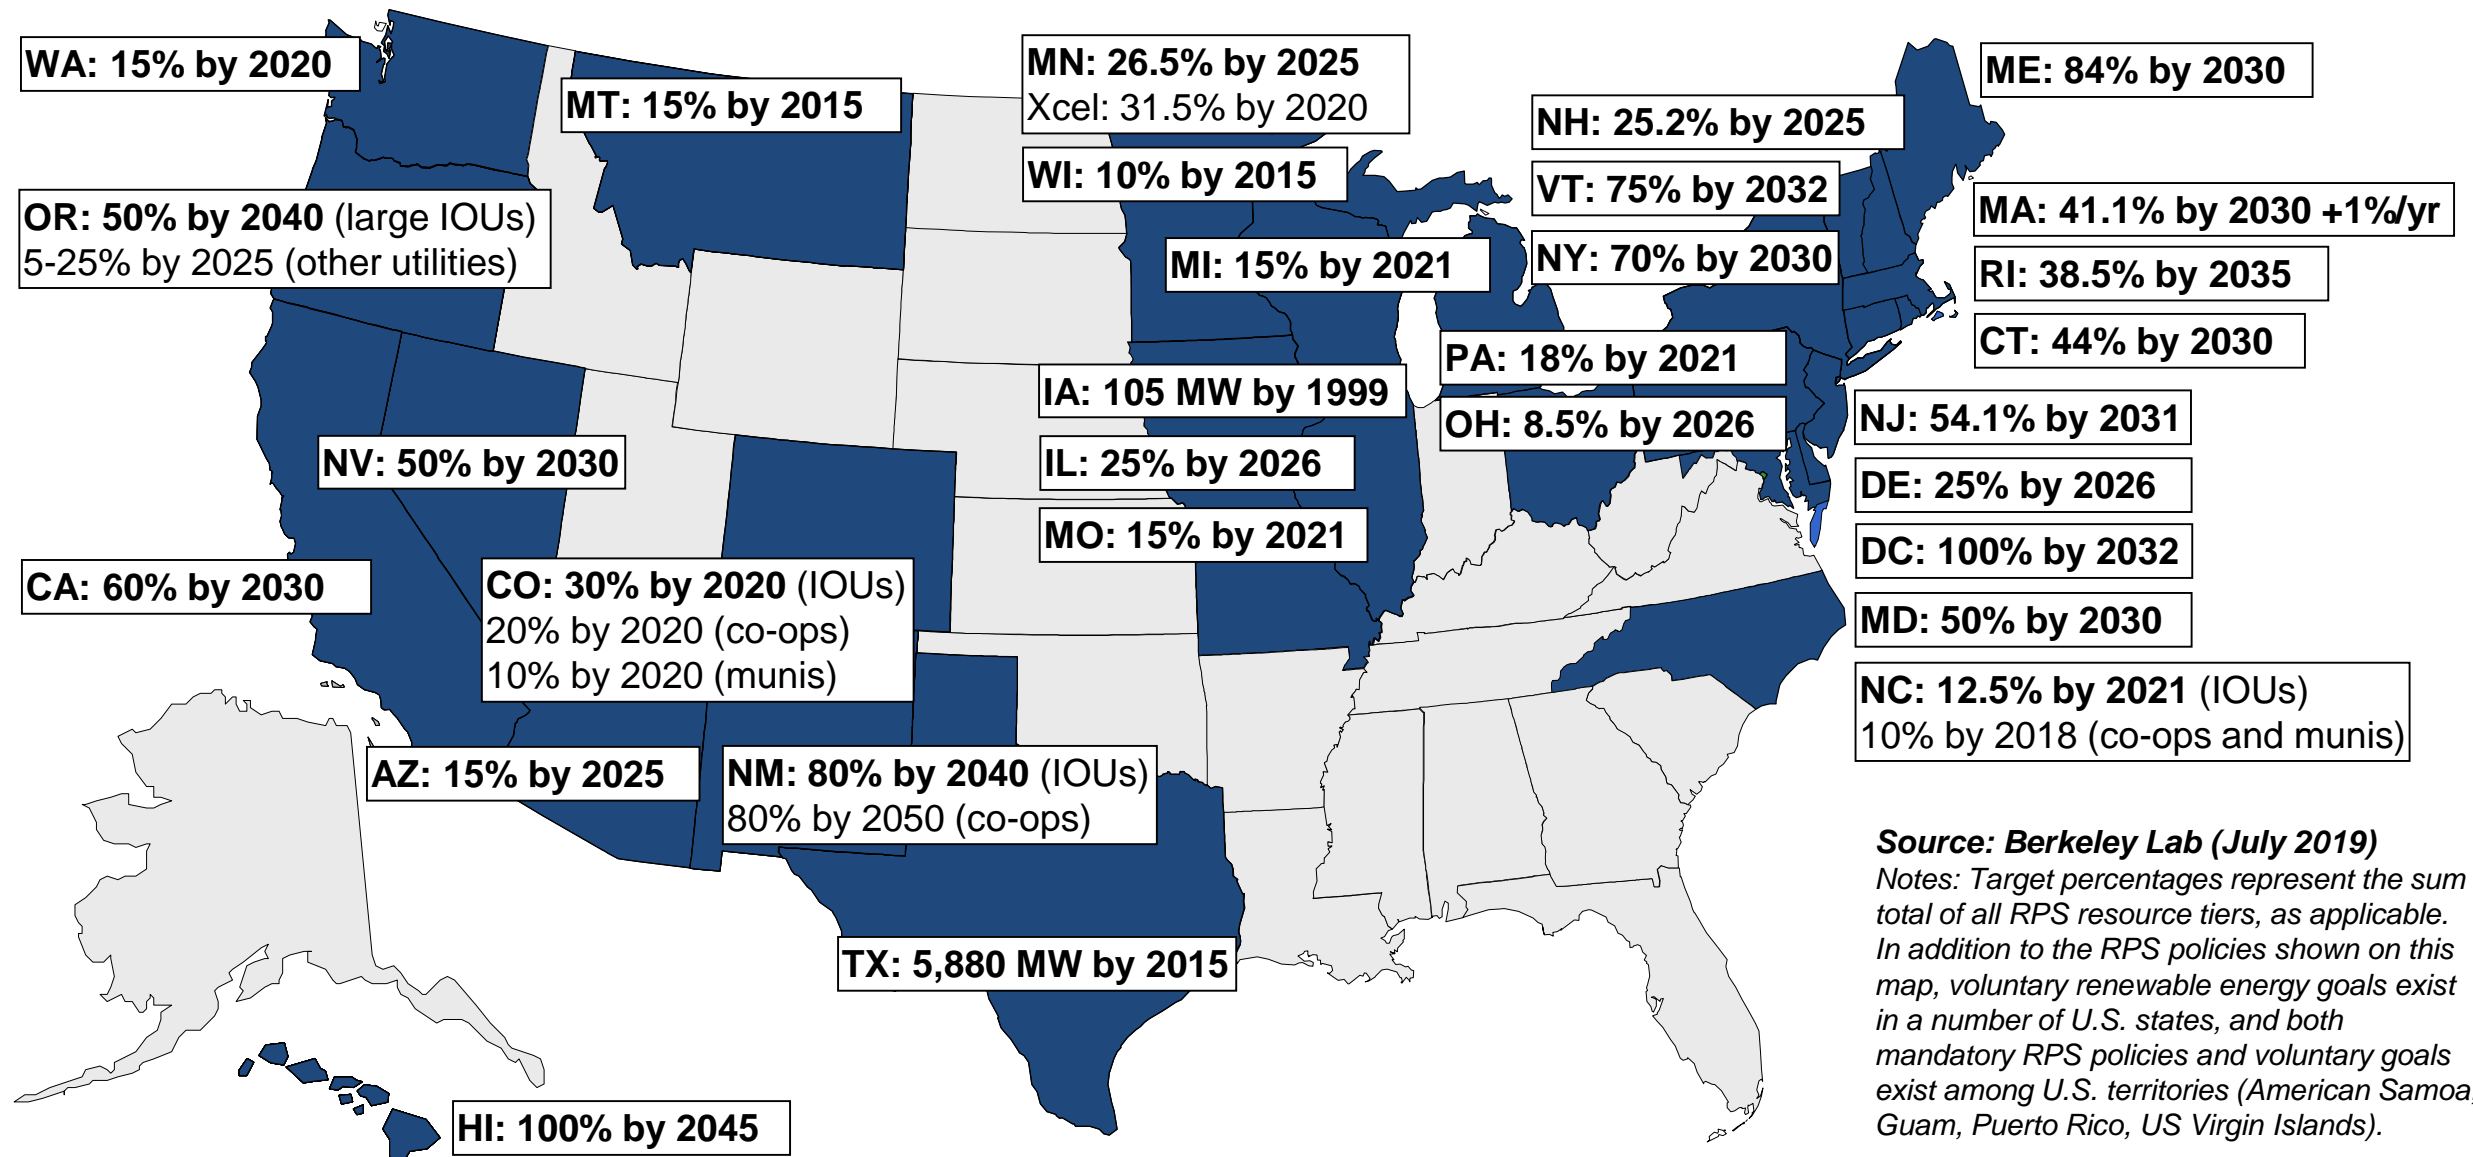 WA: 15% by 2020
MT: 15% by 2015
MN: 26.5% by 2025
Xcel: 31.5% by 2020
ME: 84% by 2030
NH: 25.2% by 2025
WI: 10% by 2015
VT: 75% by 2032
OR: 50% by 2040 (large IOUs)
5-25% by 2025 (other utilities)
MA: 41.1% by 2030 +1%/yr
MI: 15% by 2021
NY: 70% by 2030
RI: 38.5% by 2035
CT: 44% by 2030
PA: 18% by 2021
IA: 105 MW by 1999
OH: 8.5% by 2026
NJ: 54.1% by 2031
NV: 50% by 2030
IL: 25% by 2026
DE: 25% by 2026
MO: 15% by 2021
DC: 100% by 2032
CA: 60% by 2030
CO: 30% by 2020 (IOUs)
20% by 2020 (co-ops)
10% by 2020 (munis)
MD: 50% by 2030
NC: 12.5% by 2021 (IOUs)
10% by 2018 (co-ops and munis)
AZ: 15% by 2025
NM: 80% by 2040 (IOUs)
80% by 2050 (co-ops)
TX: 5,880 MW by 2015
HI: 100% by 2045
Source: Berkeley Lab (July 2019)
Notes: Target percentages represent the sum
total of all RPS resource tiers, as applicable.
In addition to the RPS policies shown on this
map, voluntary renewable energy goals exist
in a number of U.S. states, and both
mandatory RPS policies and voluntary goals
exist among U.S. territories (American Samoa,
Guam, Puerto Rico, US Virgin Islands).